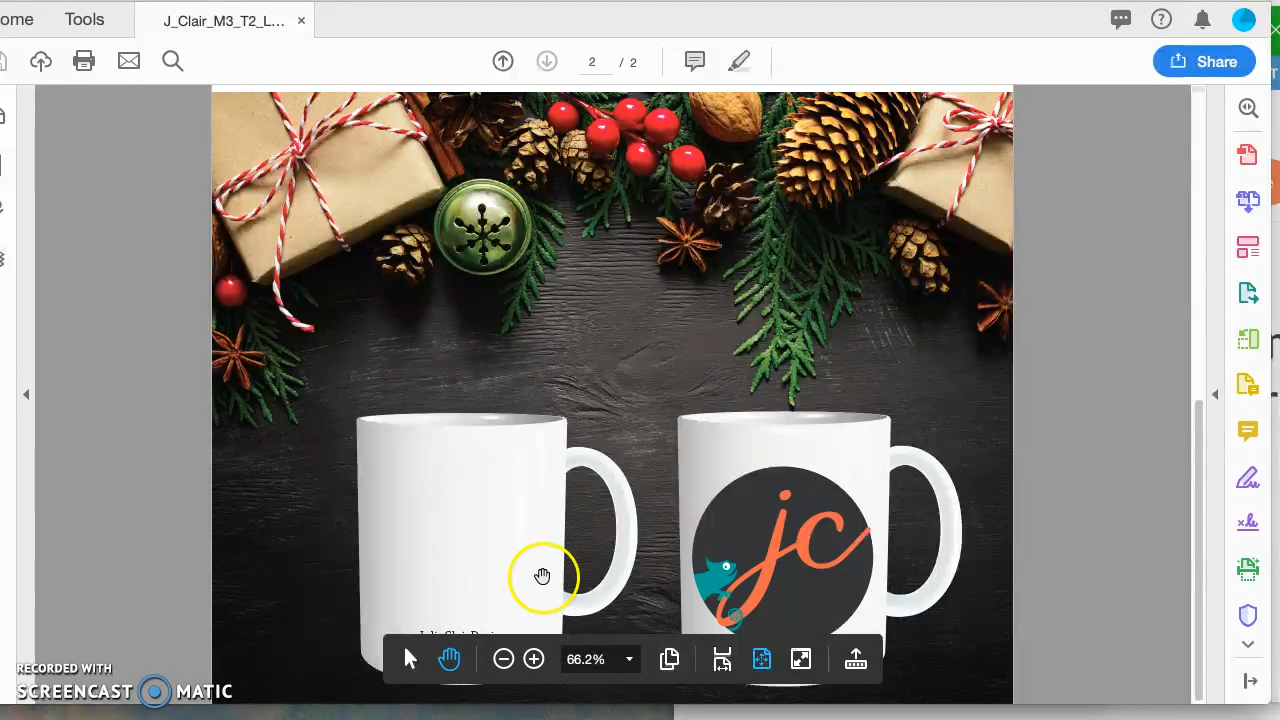 ome
Tools
J_Clair_M3_T2_L...
2 / 2
Share
jc
66.2%
RECORDED WITH
SCREENCAST MATIC